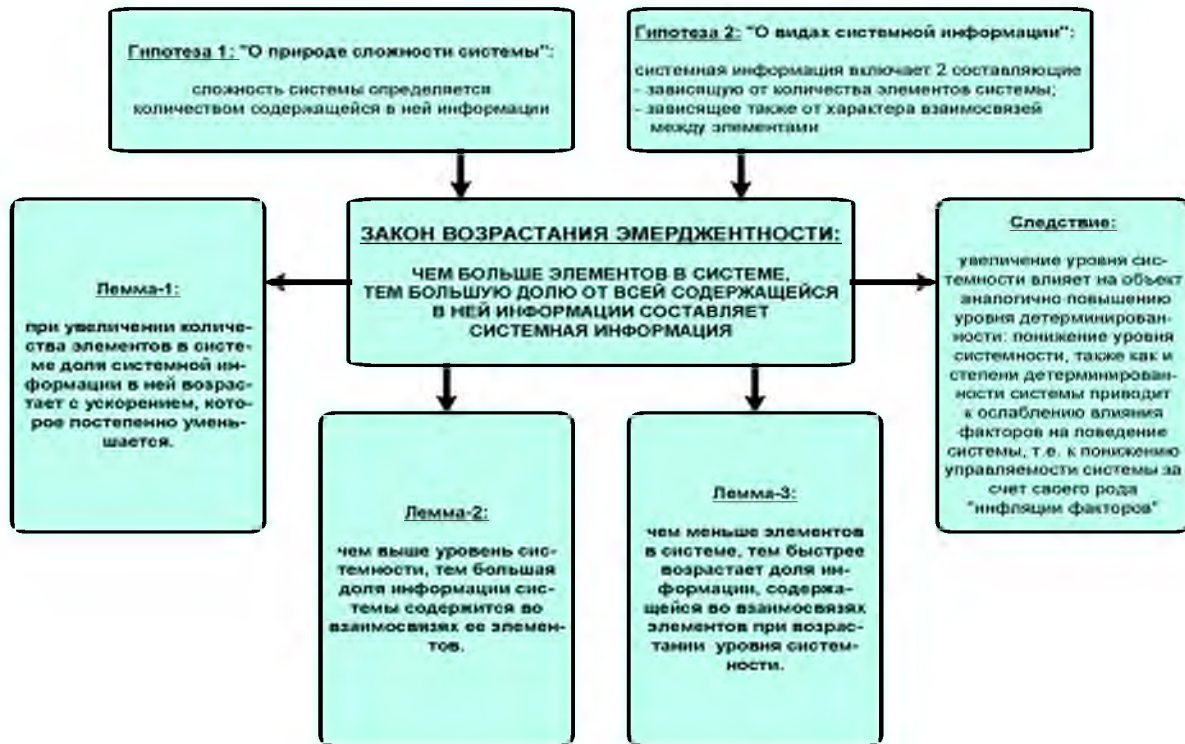 Гипотеза 1: "О природе сложности системы":
сложность системы определяется
количеством содержащейся в ней информации
Гипотеза 2: "О видах системной информации":
системная информация включает 2 составляющие
- зависящую от количества элементов системы;
- зависящее также от характера взаимосвязей
между элементами
ЗАКОН ВОЗРАСТАНИЯ ЭМЕРДЖЕНТНОСТИ:
ЧЕМ БОЛЬШЕ ЭЛЕМЕНТОВ В СИСТЕМЕ,
ТЕМ БОЛЬШУЮ ДОЛЮ ОТ ВСЕЙ СОДЕРЖАЩЕЙСЯ
В НЕЙ ИНФОРМАЦИИ СОСТАВЛЯЕТ
СИСТЕМНАЯ ИНФОРМАЦИЯ
Лемма-1:
при увеличении количе-
ства элементов в систе-
ме доля системной ин-
формации в ней возрас-
тает с ускорением, кото-
рое постепенно умень-
шается.
Лемма-2:
чем выше уровень сис-
темности, тем большая
доля информации сис-
темы содержится во
взаимосвязях ее элемен-
тов.
Лемма-3:
чем меньше элементов
в системе, тем быстрее
возрастает доля ин-
формации, содержа-
щейся во взаимосвязях
элементов при возрас-
тании уровня систем-
ности.
Следствие:
увеличение уровня сис-
темности влияет на объект
аналогично повышению
уровня детерминирован-
ности: понижение уровня
системности, также как и
степени детерминирован-
ности системы приводит
к ослаблению влияния
факторов на поведение
системы, т.е. к понижению
управляемости системы за
счет своего рода
"инфляции факторов"